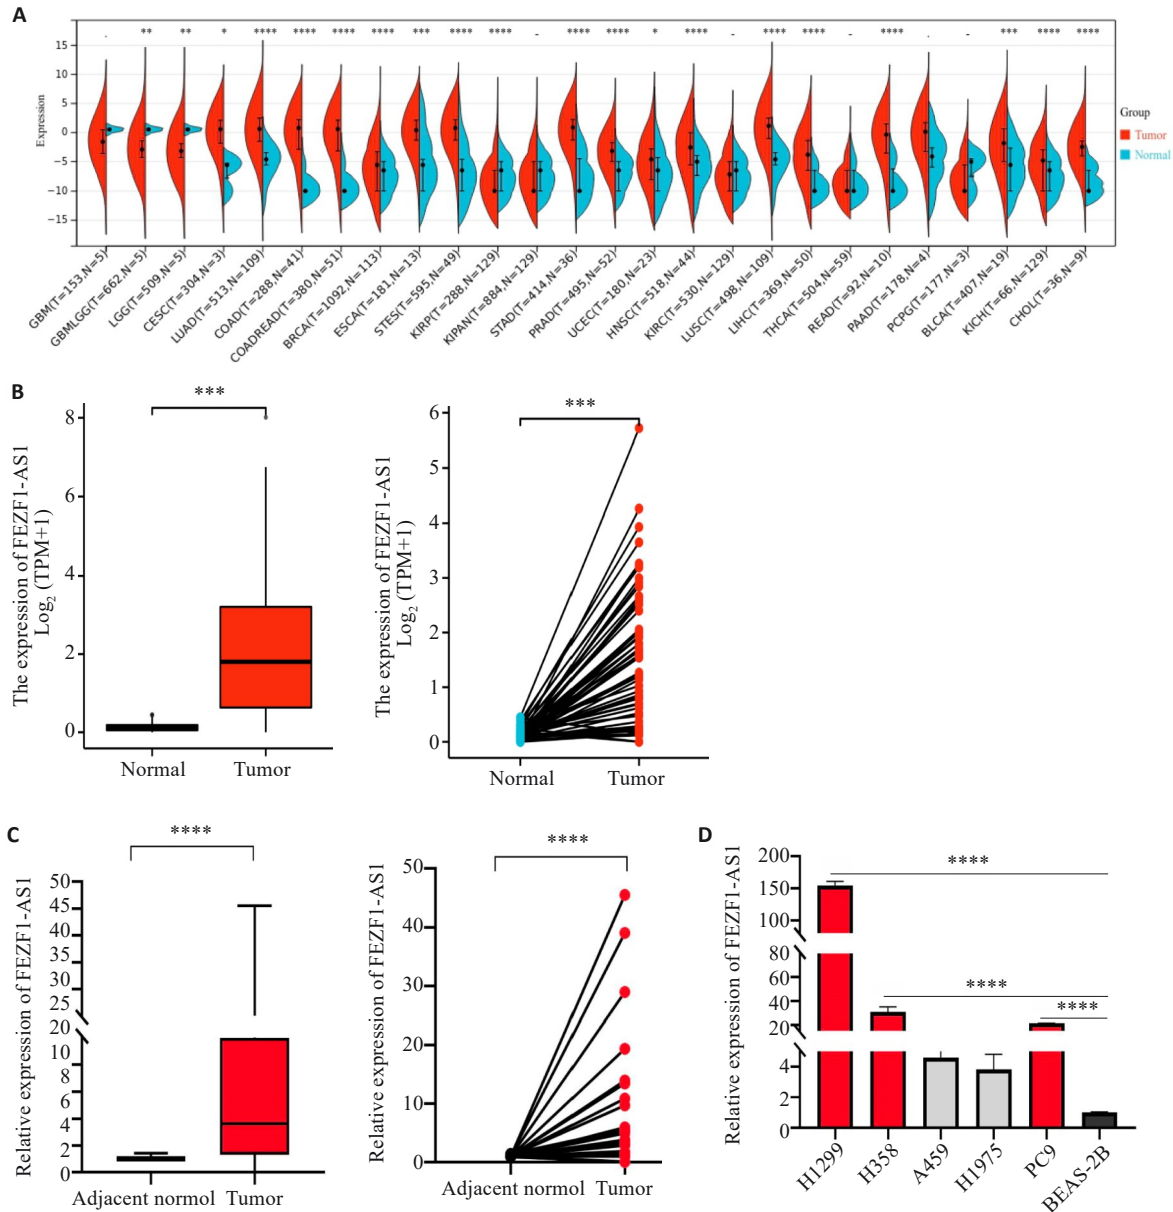 A
. ** ** * **** **** **** **** *** **** **** - **** **** * **** - **** **** - **** . - *** **** ****
Expression
15
10
5
0
−5
−10
−15
Group
Tumor
Normal
GBM(T=153,N=5)
GBMLGG(T=662,N=5)
LGG(T=509,N=5)
CESC(T=304,N=3)
LUAD(T=513,N=109)
COAD(T=288,N=41)
COADREAD(T=380,N=51)
BRCA(T=1092,N=113)
ESCA(T=181,N=13)
STES(T=595,N=49)
KIRP(T=288,N=129)
KIPAN(T=884,N=129)
STAD(T=414,N=36)
PRAD(T=495,N=52)
UCEC(T=180,N=23)
HNSC(T=518,N=44)
KIRC(T=530,N=129)
LUSC(T=498,N=109)
LIHC(T=369,N=50)
THCA(T=504,N=59)
READ(T=92,N=10)
PAAD(T=178,N=4)
PCPG(T=177,N=3)
BLCA(T=407,N=19)
KICH(T=66,N=129)
CHOL(T=36,N=9)
B
***
The expression of FEZF1-AS1
Log2 (TPM+1)
8
6
4
2
0
Normal Tumor
***
The expression of FEZF1-AS1
Log2 (TPM+1)
6
5
4
3
2
1
0
Normal Tumor
C
****
Relative expression of FEZF1-AS1
50
45
40
35
30
25
20
10
8
6
4
2
0
Adjacent normol Tumor
****
Relative expression of FEZF1-AS1
50
40
30
20
10
0
Adjacent normol Tumor
D
Relative expression of FEZF1-AS1
200
150
100
80
60
40
20
4
2
0
****
****
****
H1299
H358
A459
H1975
PC9
BEAS-2B